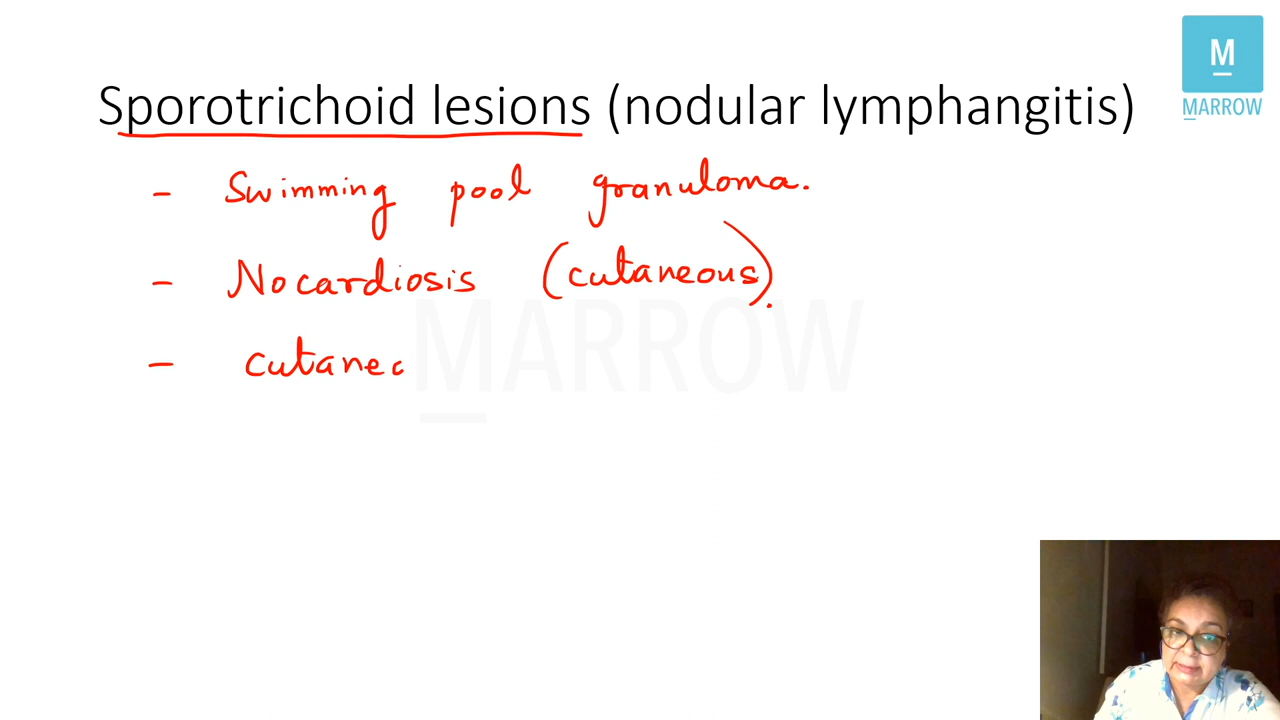 M
MARROW
Sporotrichoid lesions (nodular lymphangitis)
- Swimming pool granuloma.
- Nocardiosis (cutaneous).
- cutanec
MARROW